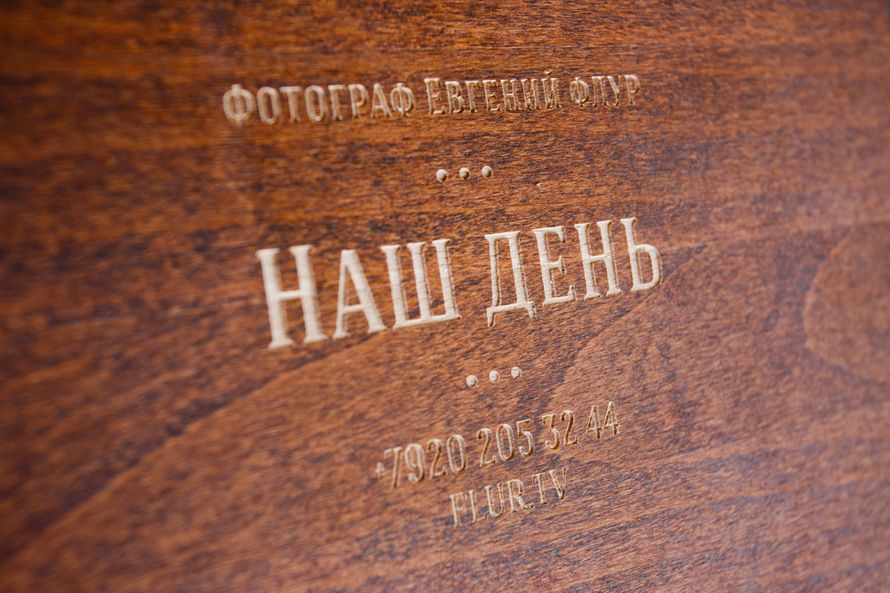 Фотограф Евгений Флур
• • •
Наш день
• • •
+7920 205 32 44
FLUR.TV